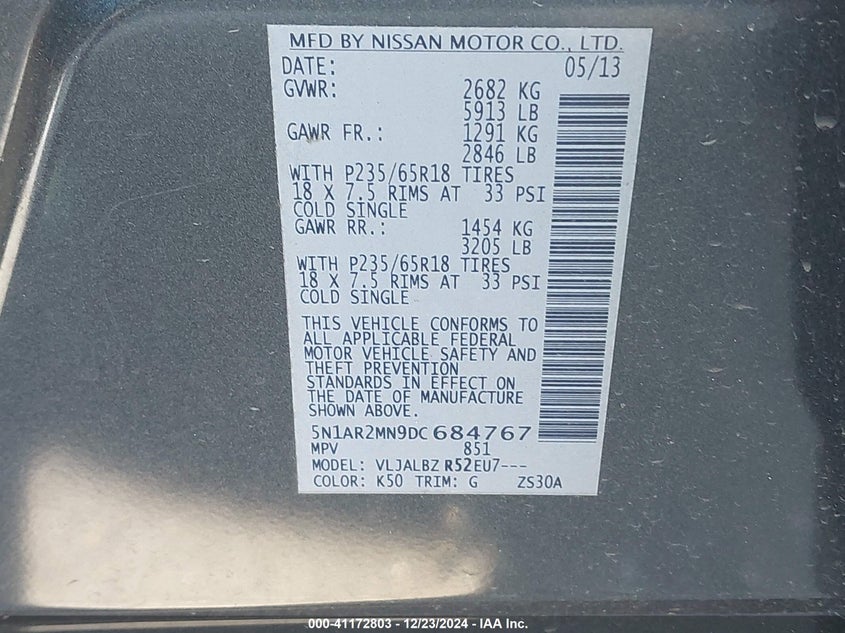 MFD BY NISSAN MOTOR CO., LTD.
DATE: 05/13
GVWR: 2682 KG
5913 LB
GAWR FR.: 1291 KG
2846 LB
WITH P235/65R18 TIRES
18 X 7.5 RIMS AT 33 PSI
COLD SINGLE
GAWR RR.: 1454 KG
3205 LB
WITH P235/65R18 TIRES
18 X 7.5 RIMS AT 33 PSI
COLD SINGLE
THIS VEHICLE CONFORMS TO
ALL APPLICABLE FEDERAL
MOTOR VEHICLE SAFETY AND
THEFT PREVENTION
STANDARDS IN EFFECT ON
THE DATE OF MANUFACTURE
SHOWN ABOVE.
5N1AR2MN9DC684767
MPV 851
MODEL: VLJALBZ R52EU7---
COLOR: K50 TRIM: G ZS30A
000-41172803 - 12/23/2024 - IAA Inc.